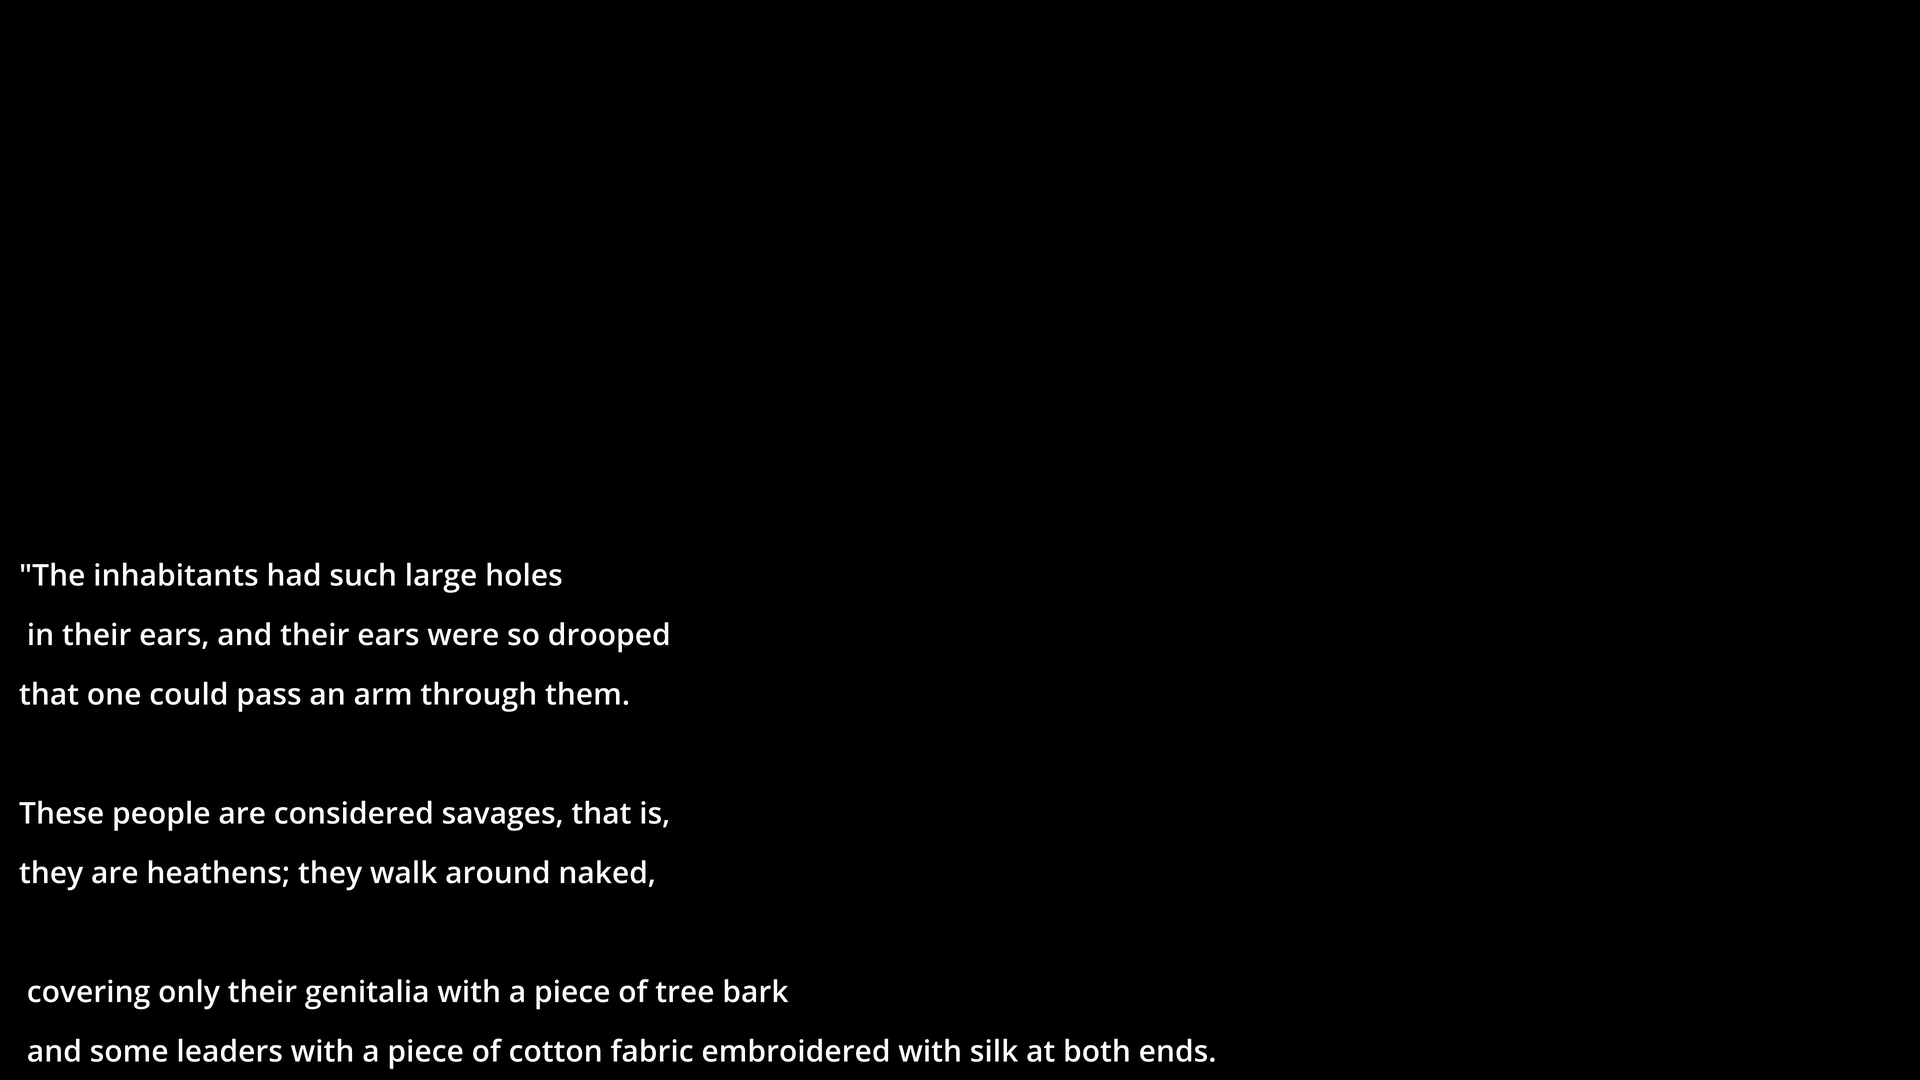 "The inhabitants had such large holes
in their ears, and their ears were so drooped
that one could pass an arm through them.
These people are considered savages, that is,
they are heathens; they walk around naked,
covering only their genitalia with a piece of tree bark
and some leaders with a piece of cotton fabric embroidered with silk at both ends.